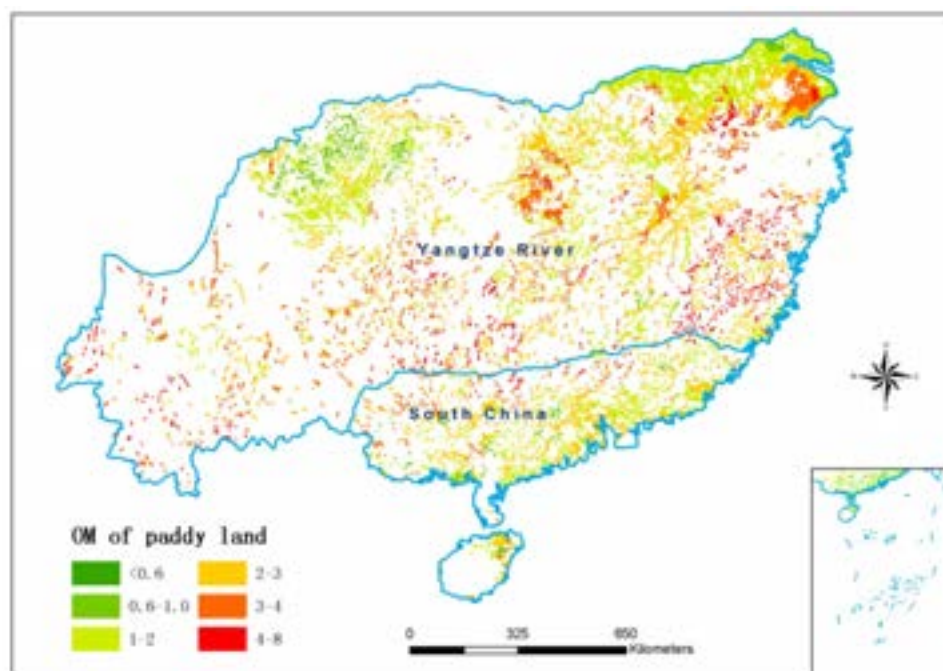 Yangtze River
South China
OM of paddy land
<0.6
2-3
0.6-1.0
3-4
1-2
4-8
0
325
650
Kilometers